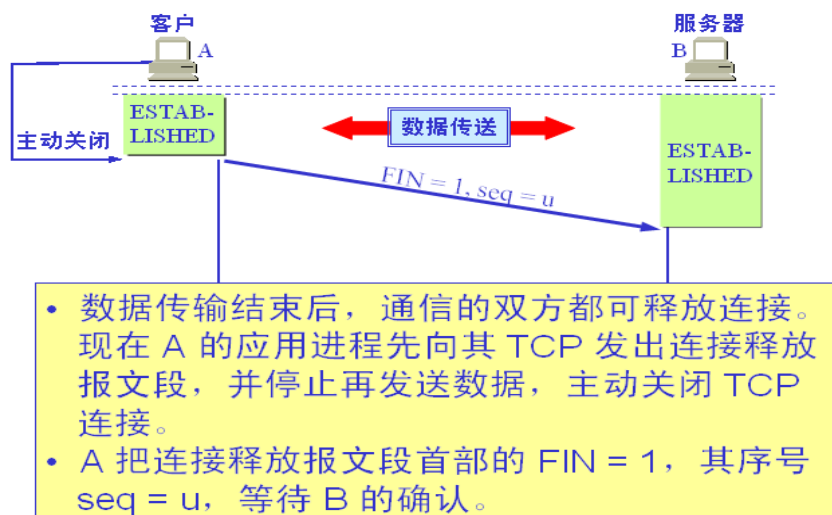 客户
服务器
A
B
ESTAB-
LISHED
数据传送
主动关闭
ESTAB-
LISHED
FIN = 1, seq = u
• 数据传输结束后，通信的双方都可释放连接。
现在 A 的应用进程先向其 TCP 发出连接释放
报文段，并停止再发送数据，主动关闭 TCP
连接。
• A 把连接释放报文段首部的 FIN = 1，其序号
seq = u，等待 B 的确认。